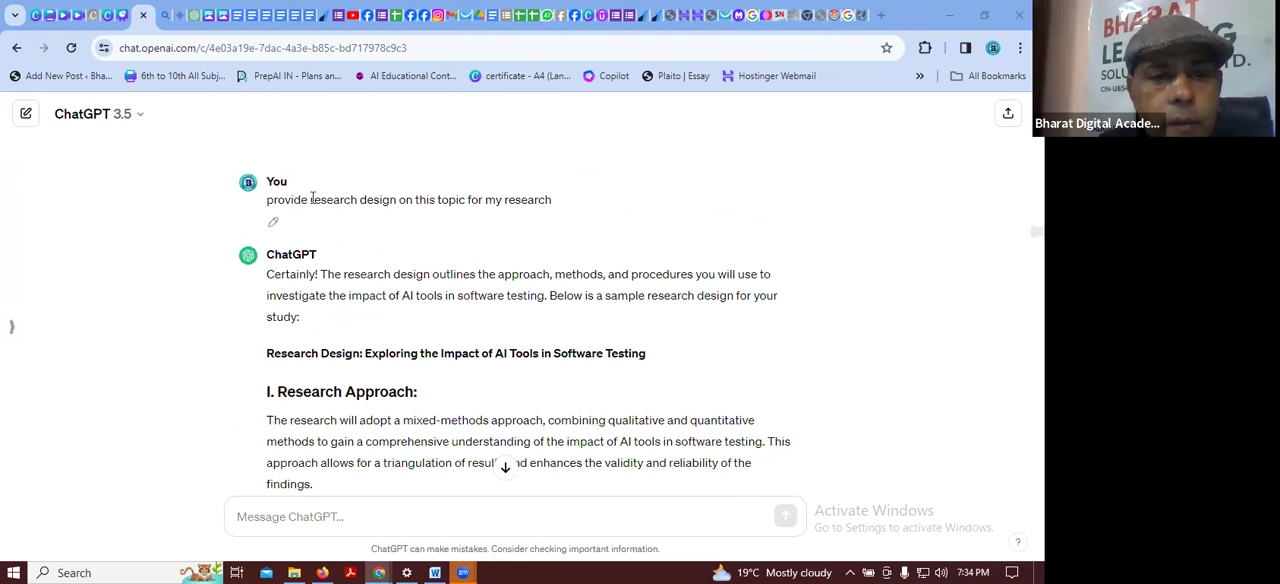 chat.openai.com/c/4e03a19e-7dac-4a3e-b85c-bd717978c9c3
Add New Post ‹ Bha...
6th to 10th All Subj...
PrepAI IN - Plans an...
AI Educational Cont...
certificate - A4 (Lan...
Copilot
Plaito | Essay
Hostinger Webmail
»
All Bookmarks
BHARAT
Bharat Digital Acade...
ChatGPT 3.5
You
provide research design on this topic for my research
ChatGPT
Certainly! The research design outlines the approach, methods, and procedures you will use to
investigate the impact of AI tools in software testing. Below is a sample research design for your
study:
Research Design: Exploring the Impact of AI Tools in Software Testing
I. Research Approach:
The research will adopt a mixed-methods approach, combining qualitative and quantitative
methods to gain a comprehensive understanding of the impact of AI tools in software testing. This
approach allows for a triangulation of and enhances the validity and reliability of the
findings.
Message ChatGPT...
Activate Windows
Go to Settings to activate Windows.
ChatGPT can make mistakes. Consider checking important information.
?
Search
19°C Mostly cloudy
7:34 PM